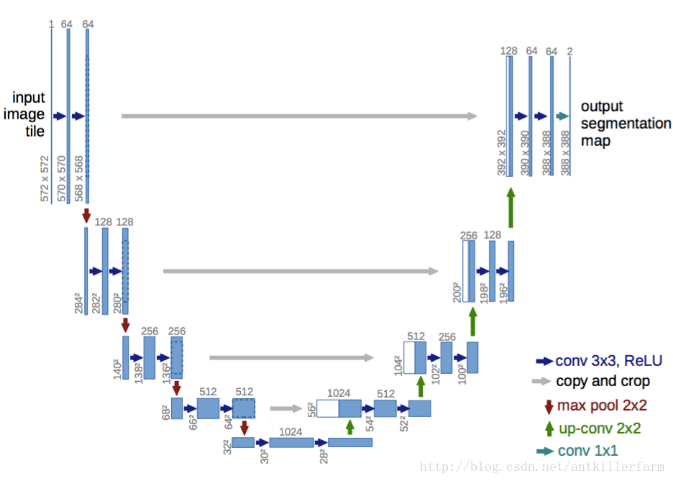 1 64 64
128 64 64 2
input
image
tile
output
segmentation
map
572 x 572
570 x 570
568 x 568
392 x 392
390 x 390
388 x 388
388 x 388
128 128
256 128
284²
282²
280²
200²
198²
196²
256 256
512 256
140²
138²
136²
104²
102²
100²
512 512
1024 512
68²
66²
64²
56²
54²
52²
1024
32²
30²
28²
conv 3x3, ReLU
copy and crop
max pool 2x2
up-conv 2x2
conv 1x1
http://blog.csdn.net/antkillerfarm